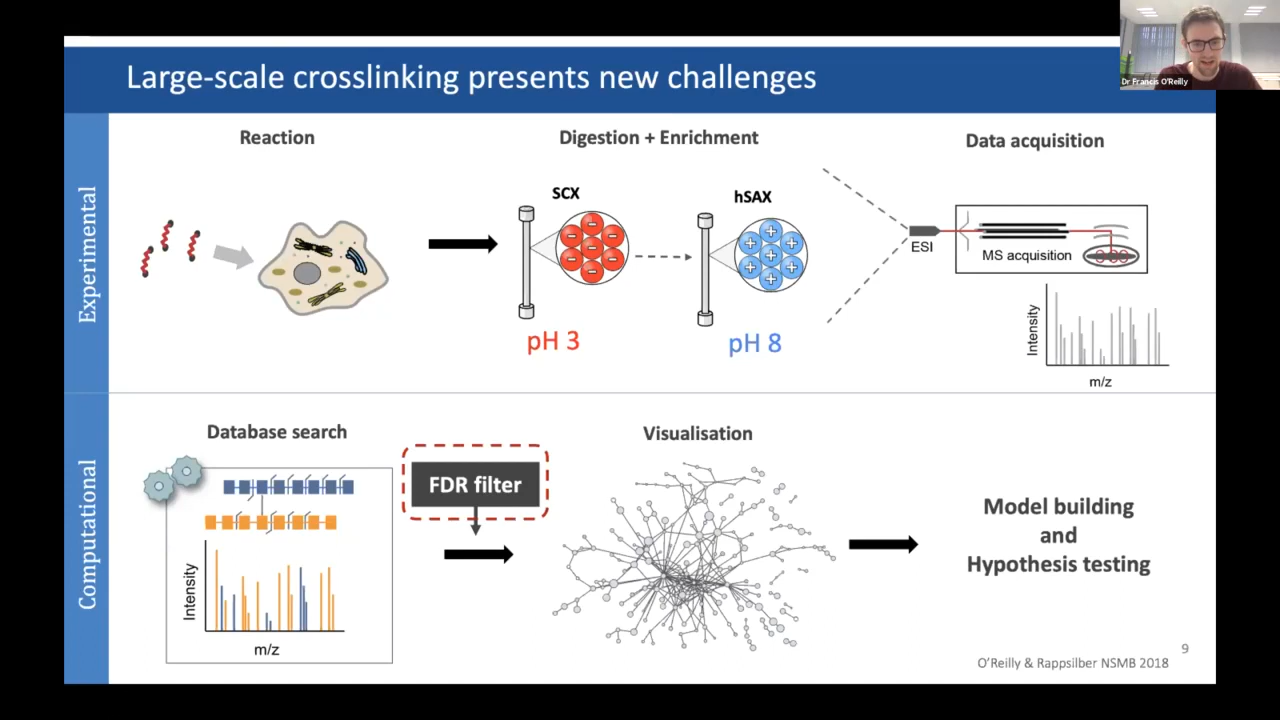 Large-scale crosslinking presents new challenges
Dr Francis O'Reilly
Experimental
Reaction
Digestion + Enrichment
Data acquisition
SCX
hSAX
pH 3
pH 8
ESI
MS acquisition
Intensity
m/z
Computational
Database search
Intensity
m/z
FDR filter
Visualisation
Model building
and
Hypothesis testing
9
O'Reilly & Rappsilber NSMB 2018